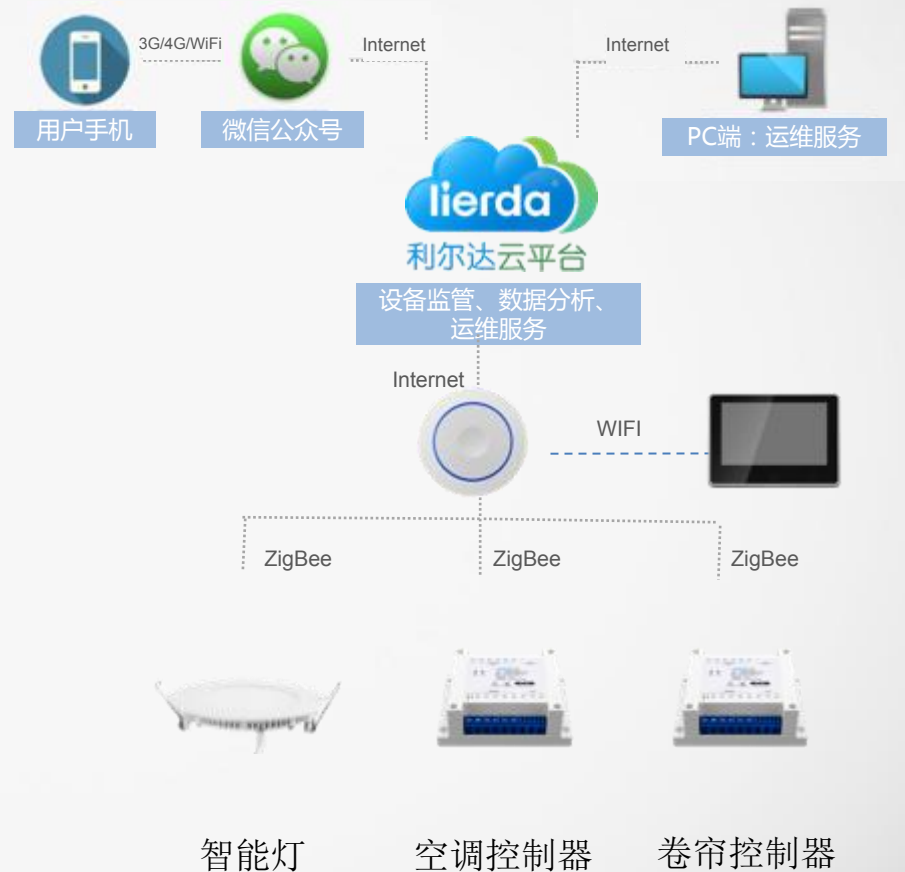 3G/4G/WiFi
Internet
Internet
用户手机
微信公众号
PC端：运维服务
lierda
利尔达云平台
设备监管、数据分析、
运维服务
Internet
WIFI
ZigBee
ZigBee
ZigBee
智能灯
空调控制器
卷帘控制器